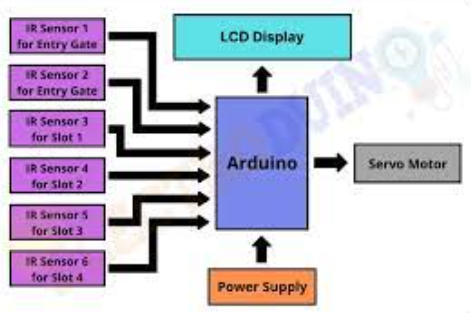 IR Sensor 1
for Entry Gate
IR Sensor 2
for Entry Gate
IR Sensor 3
for Slot 1
IR Sensor 4
for Slot 2
IR Sensor 5
for Slot 3
IR Sensor 6
for Slot 4
LCD Display
Arduino
Servo Motor
Power Supply